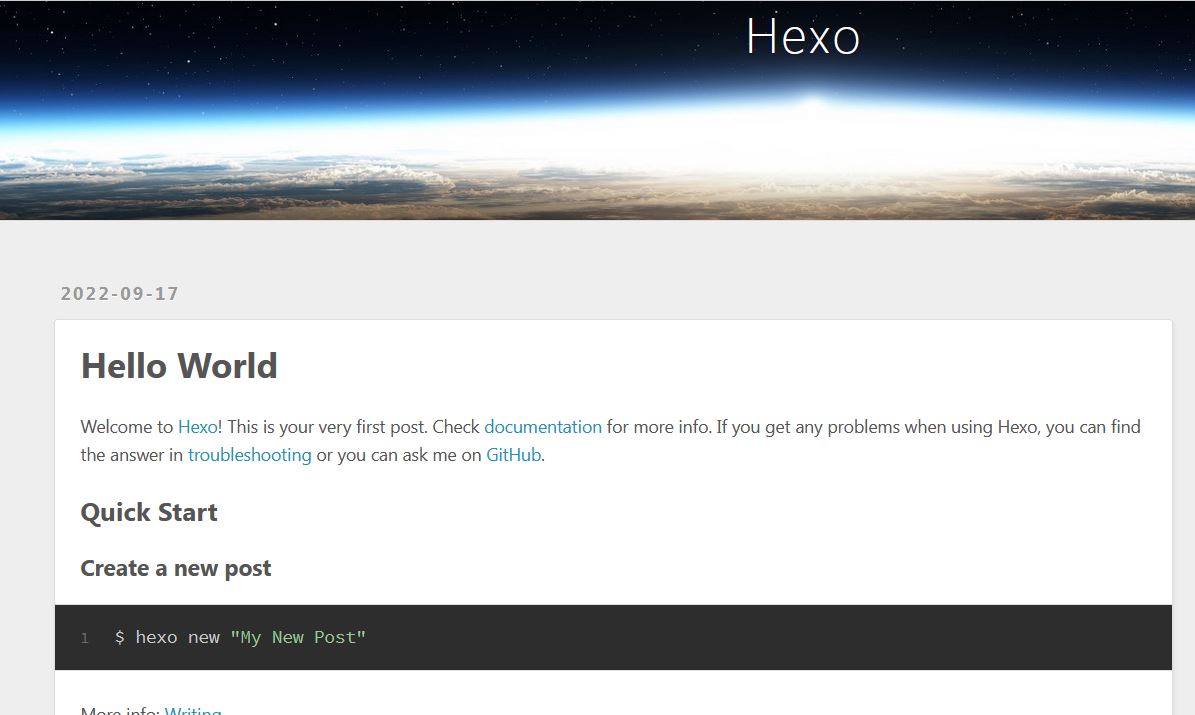 Hexo
2022-09-17
Hello World
Welcome to Hexo! This is your very first post. Check documentation for more info. If you get any problems when using Hexo, you can find
the answer in troubleshooting or you can ask me on GitHub.
Quick Start
Create a new post
1 $ hexo new "My New Post"
More info: Writing